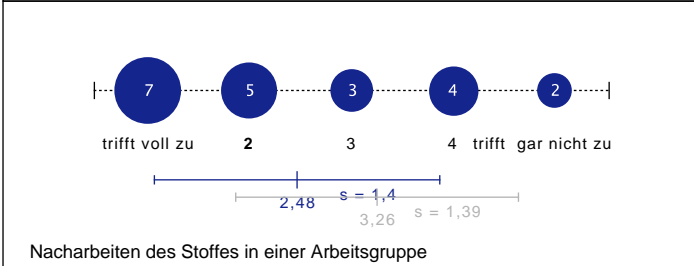 7 5 3 4 2
trifft voll zu 2 3 4 trifft gar nicht zu
2,48 s = 1,4
3,26 s = 1,39
Nacharbeiten des Stoffes in einer Arbeitsgruppe